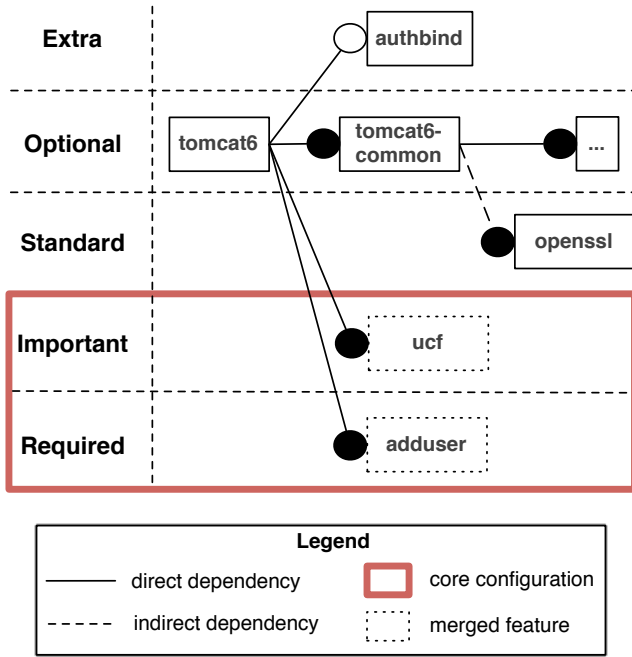 Extra
authbind
Optional
tomcat6
tomcat6-
common
...
Standard
openssl
Important
ucf
Required
adduser
Legend
direct dependency
core configuration
indirect dependency
merged feature